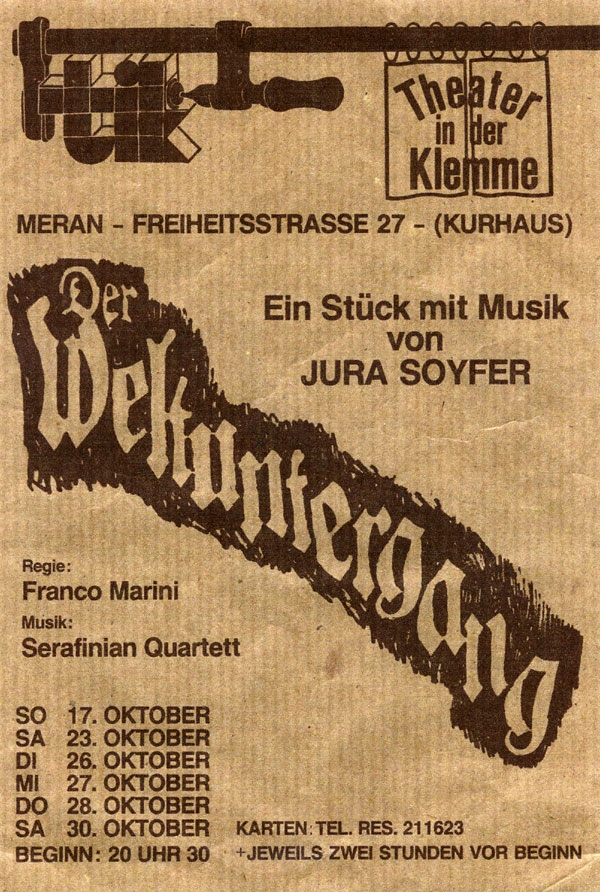 Theater
in der
Klemme
MERAN - FREIHEITSSTRASSE 27 - (KURHAUS)
Der
Weltuntergang
Ein Stück mit Musik
von
JURA SOYFER
Regie:
Franco Marini
Musik:
Serafinian Quartett
SO 17. OKTOBER
SA 23. OKTOBER
DI 26. OKTOBER
MI 27. OKTOBER
DO 28. OKTOBER
SA 30. OKTOBER
BEGINN: 20 UHR 30
KARTEN: TEL. RES. 211623
+JEWEILS ZWEI STUNDEN VOR BEGINN